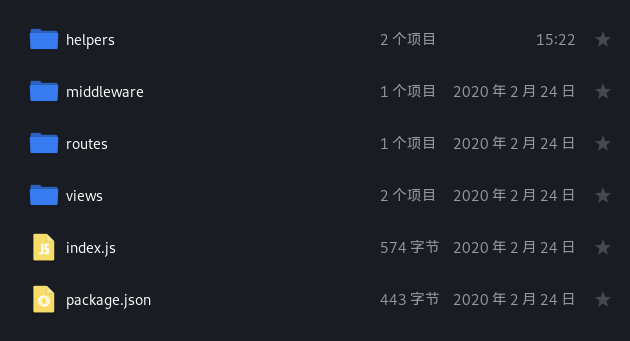 helpers 2 个项目 15:22
middleware 1 个项目 2020 年 2 月 24 日
routes 1 个项目 2020 年 2 月 24 日
views 2 个项目 2020 年 2 月 24 日
JS index.js 574 字节 2020 年 2 月 24 日
package.json 443 字节 2020 年 2 月 24 日